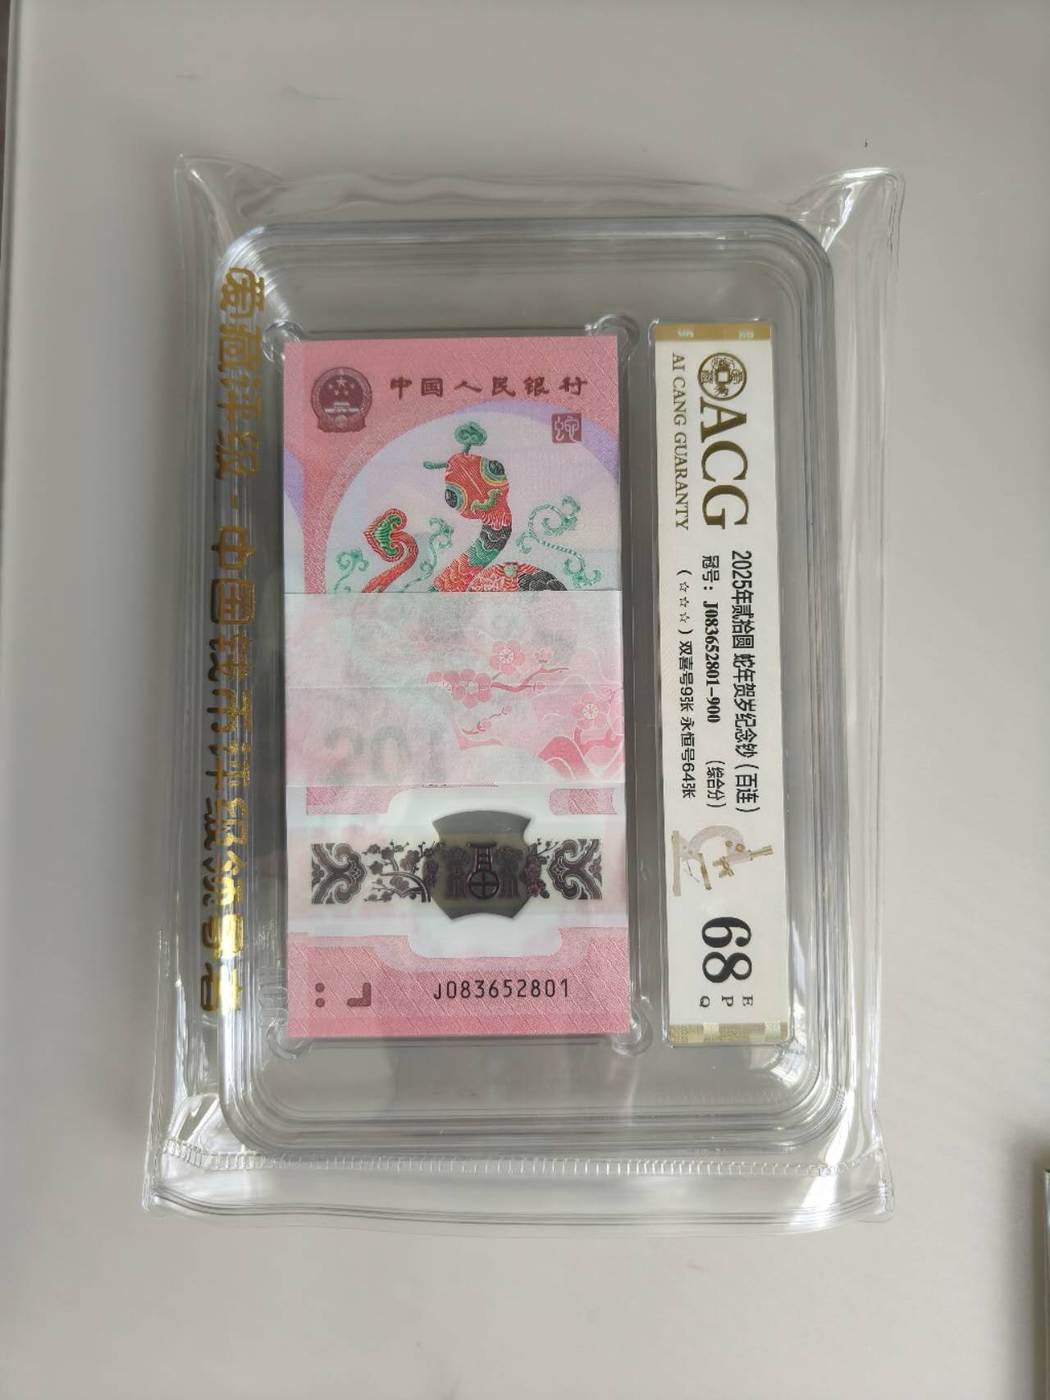 中国人民银行
蛇
20
J083652801
ACG
AI CANG GUARANTY
2025年贰拾圆 蛇年贺岁纪念钞（百连）
冠号：J083652801-900 （综合分）
（☆☆☆）双喜号9张 永恒号64张
68
E
P
Q
爱藏评级·中国钱币评级领导者